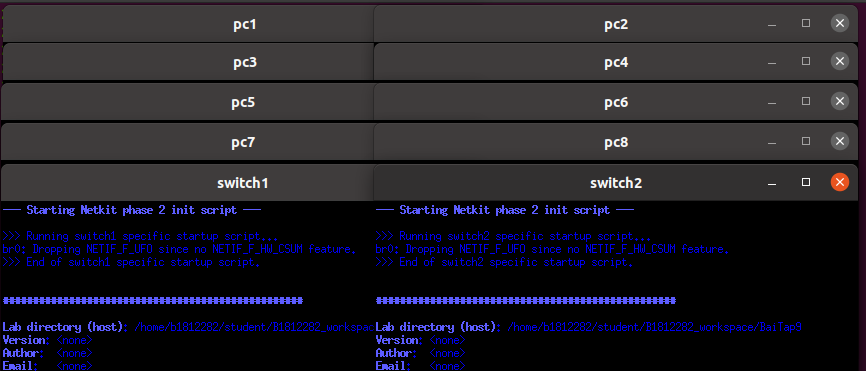 pc1
pc2
pc3
pc4
pc5
pc6
pc7
pc8
switch1
--- Starting Netkit phase 2 init script ---
>>> Running switch1 specific startup script...
br0: Dropping NETIF_F_UFO since no NETIF_F_HW_CSUM feature.
>>> End of switch1 specific startup script.
##################################################
Lab directory (host): /home/b1812282/student/B1812282_workspac
Version: <none>
Author: <none>
Email: <none>
switch2
--- Starting Netkit phase 2 init script ---
>>> Running switch2 specific startup script...
br0: Dropping NETIF_F_UFO since no NETIF_F_HW_CSUM feature.
>>> End of switch2 specific startup script.
##################################################
Lab directory (host): /home/b1812282/student/B1812282_workspace/BaiTap9
Version: <none>
Author: <none>
Email: <none>